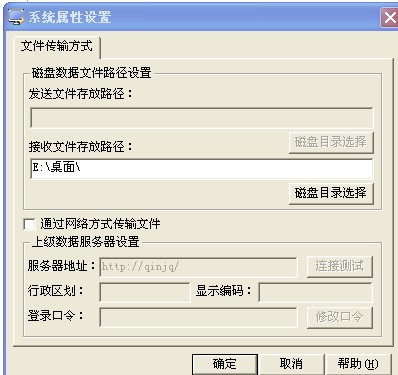 系统属性设置
文件传输方式
磁盘数据文件路径设置
发送文件存放路径：
磁盘目录选择
接收文件存放路径：
E:\桌面\
磁盘目录选择
通过网络方式传输文件
上级数据服务器设置
服务器地址：http://qinjq/ 连接测试
行政区划： 显示编码：
登录口令： 修改口令
确定 取消 帮助(H)